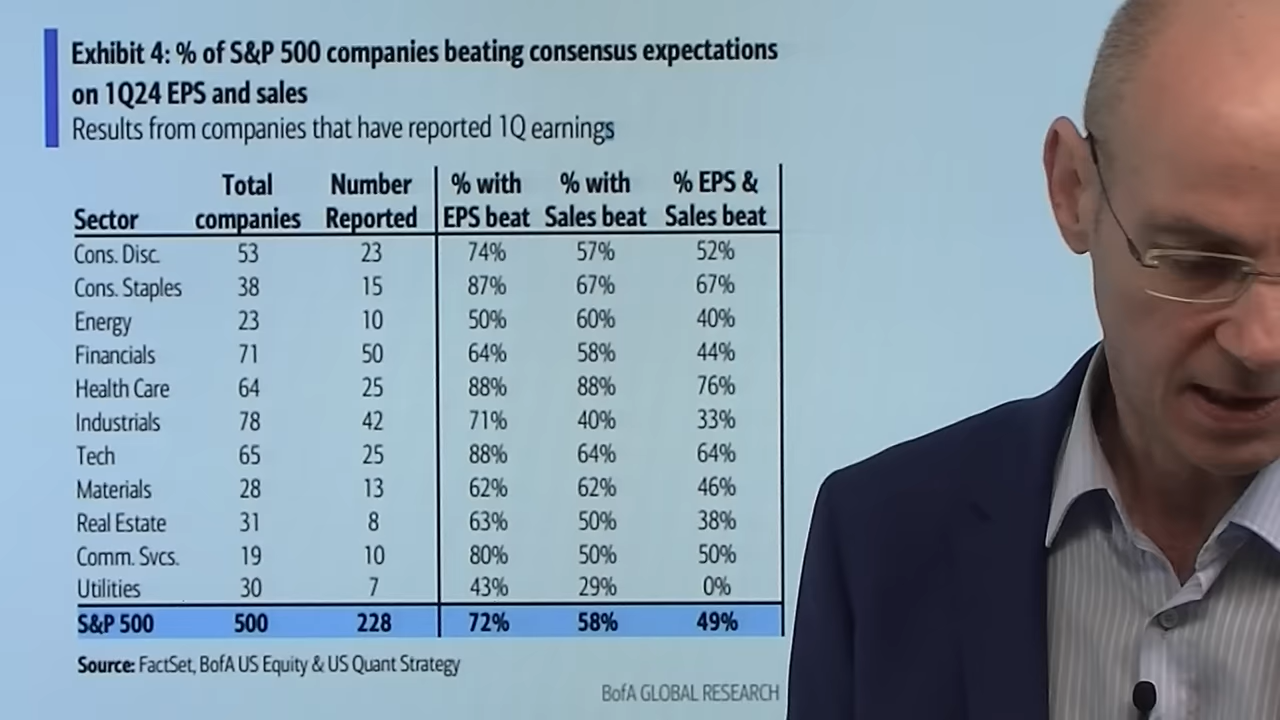 Exhibit 4: % of S&P 500 companies beating consensus expectations
on 1Q24 EPS and sales
Results from companies that have reported 1Q earnings
Total Number % with % with % EPS &
Sector companies Reported EPS beat Sales beat Sales beat
Cons. Disc. 53 23 74% 57% 52%
Cons. Staples 38 15 87% 67% 67%
Energy 23 10 50% 60% 40%
Financials 71 50 64% 58% 44%
Health Care 64 25 88% 88% 76%
Industrials 78 42 71% 40% 33%
Tech 65 25 88% 64% 64%
Materials 28 13 62% 62% 46%
Real Estate 31 8 63% 50% 38%
Comm. Svcs. 19 10 80% 50% 50%
Utilities 30 7 43% 29% 0%
S&P 500 500 228 72% 58% 49%
Source: FactSet, BofA US Equity & US Quant Strategy
BofA GLOBAL RESEARCH